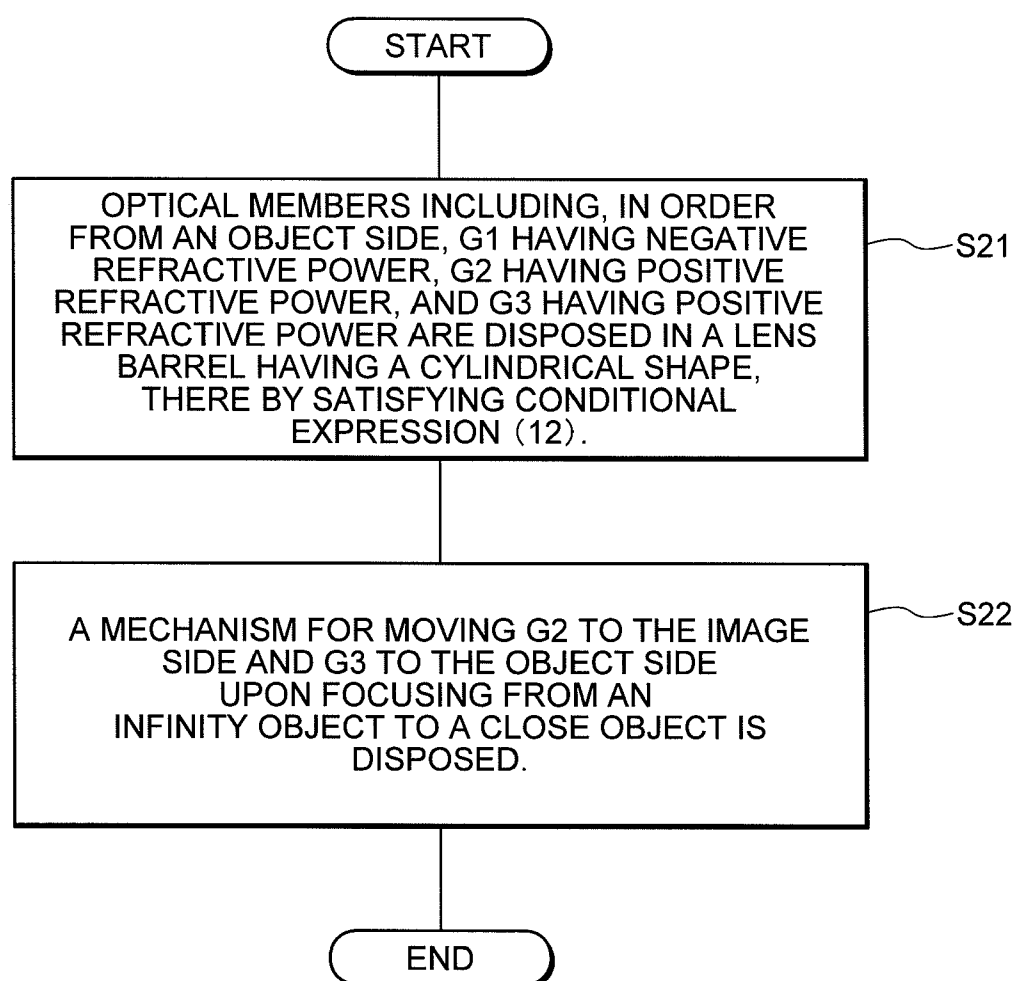 START
OPTICAL MEMBERS INCLUDING, IN ORDER
FROM AN OBJECT SIDE, G1 HAVING NEGATIVE
REFRACTIVE POWER, G2 HAVING POSITIVE
REFRACTIVE POWER, AND G3 HAVING POSITIVE
REFRACTIVE POWER ARE DISPOSED IN A LENS
BARREL HAVING A CYLINDRICAL SHAPE,
THERE BY SATISFYING CONDITIONAL
EXPRESSION (12).
S21
A MECHANISM FOR MOVING G2 TO THE IMAGE
SIDE AND G3 TO THE OBJECT SIDE
UPON FOCUSING FROM AN
INFINITY OBJECT TO A CLOSE OBJECT IS
DISPOSED.
S22
END